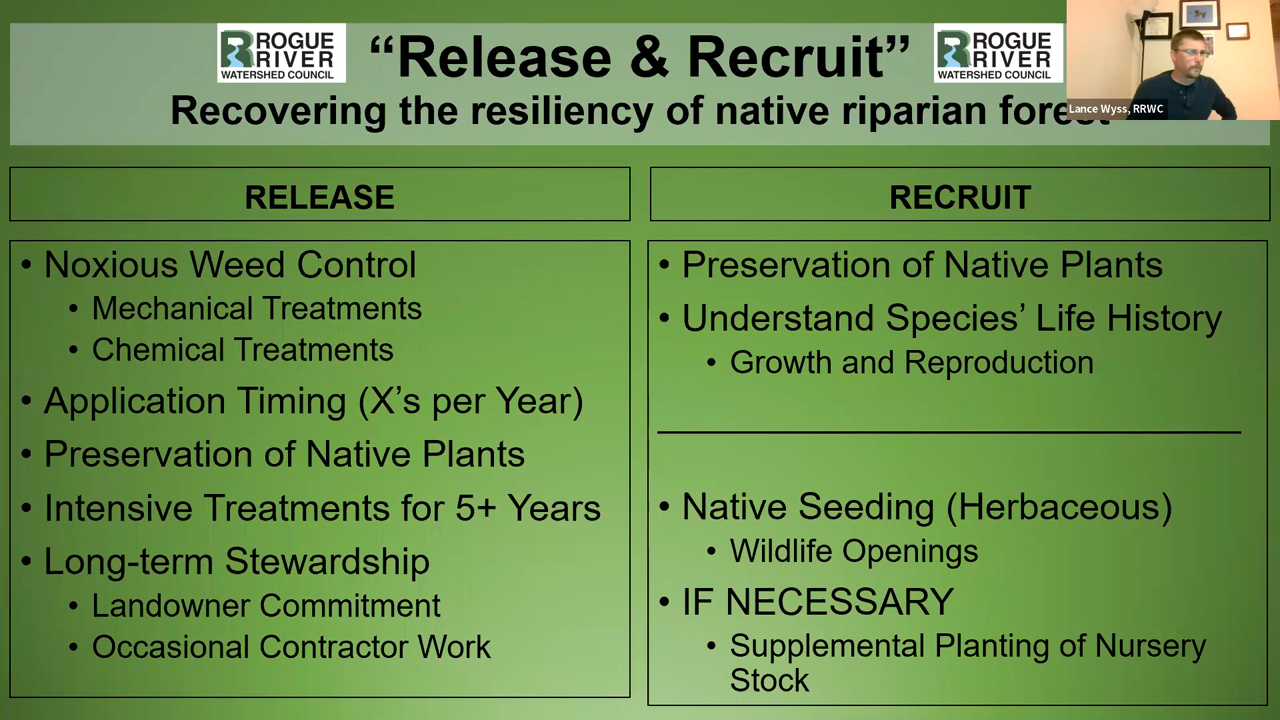 ROGUE
RIVER
WATERSHED COUNCIL
“Release & Recruit”
ROGUE
RIVER
WATERSHED COUNCIL
Recovering the resiliency of native riparian forest
Lance Wyss, RRWC
RELEASE
• Noxious Weed Control
• Mechanical Treatments
• Chemical Treatments
• Application Timing (X’s per Year)
• Preservation of Native Plants
• Intensive Treatments for 5+ Years
• Long-term Stewardship
• Landowner Commitment
• Occasional Contractor Work
RECRUIT
• Preservation of Native Plants
• Understand Species’ Life History
• Growth and Reproduction
• Native Seeding (Herbaceous)
• Wildlife Openings
• IF NECESSARY
• Supplemental Planting of Nursery
Stock